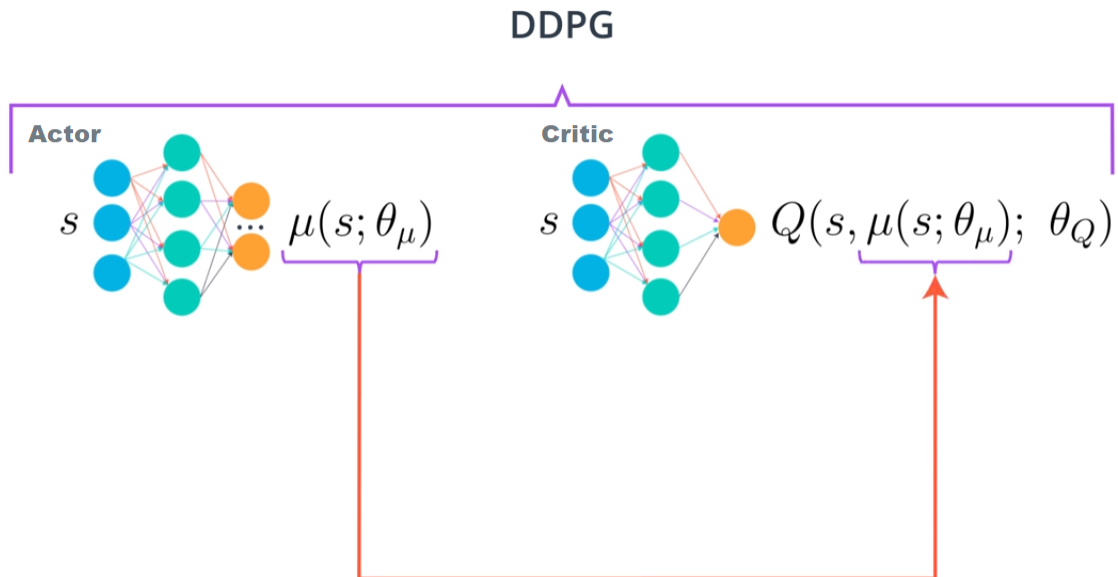 DDPG
Actor
Critic
s
μ(s; θ_μ)
s
Q(s, μ(s; θ_μ); θ_Q)